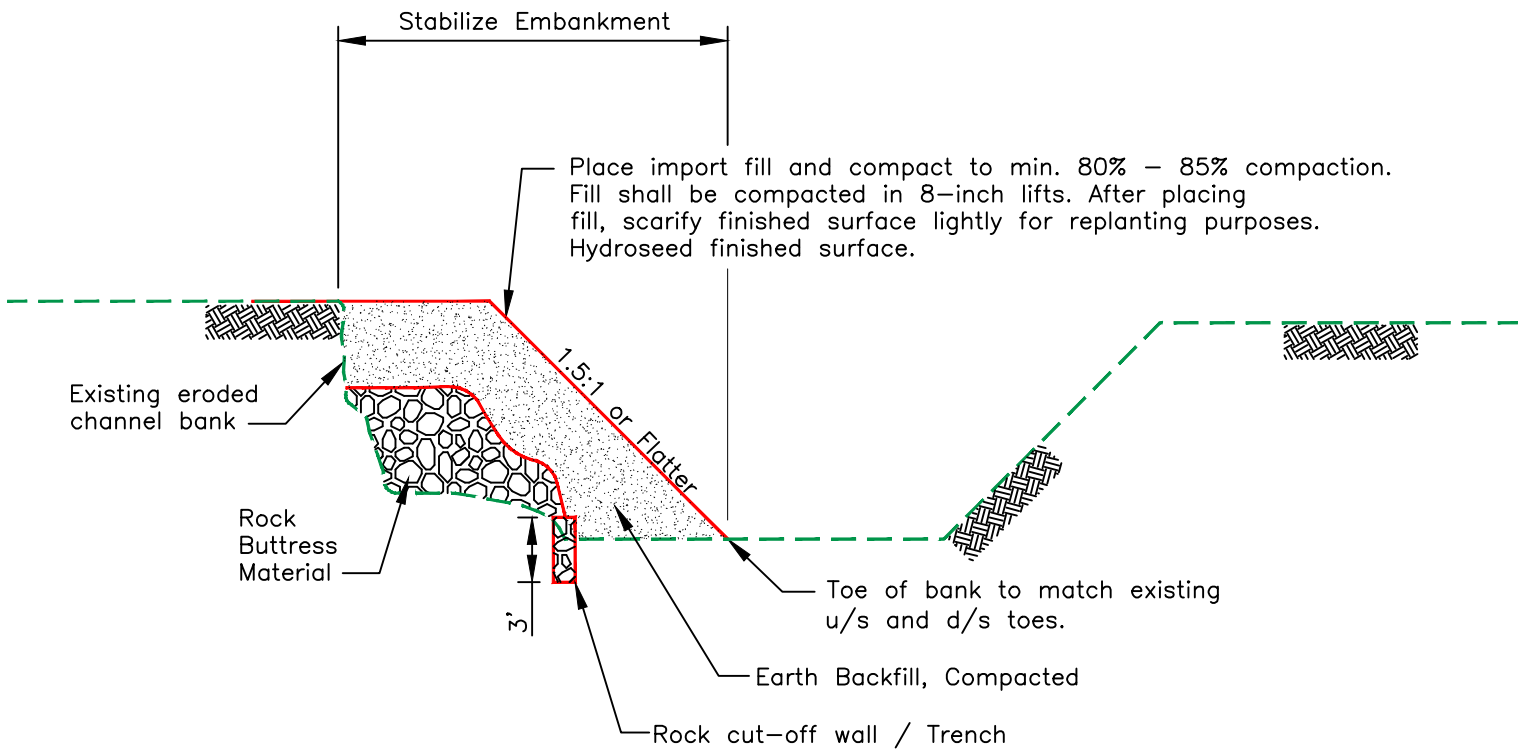 Stabilize Embankment
Place import fill and compact to min. 80% – 85% compaction.
Fill shall be compacted in 8–inch lifts. After placing
fill, scarify finished surface lightly for replanting purposes.
Hydroseed finished surface.
1.5:1 or Flatter
Existing eroded
channel bank
Rock
Buttress
Material
3'
Toe of bank to match existing
u/s and d/s toes.
Earth Backfill, Compacted
Rock cut–off wall / Trench